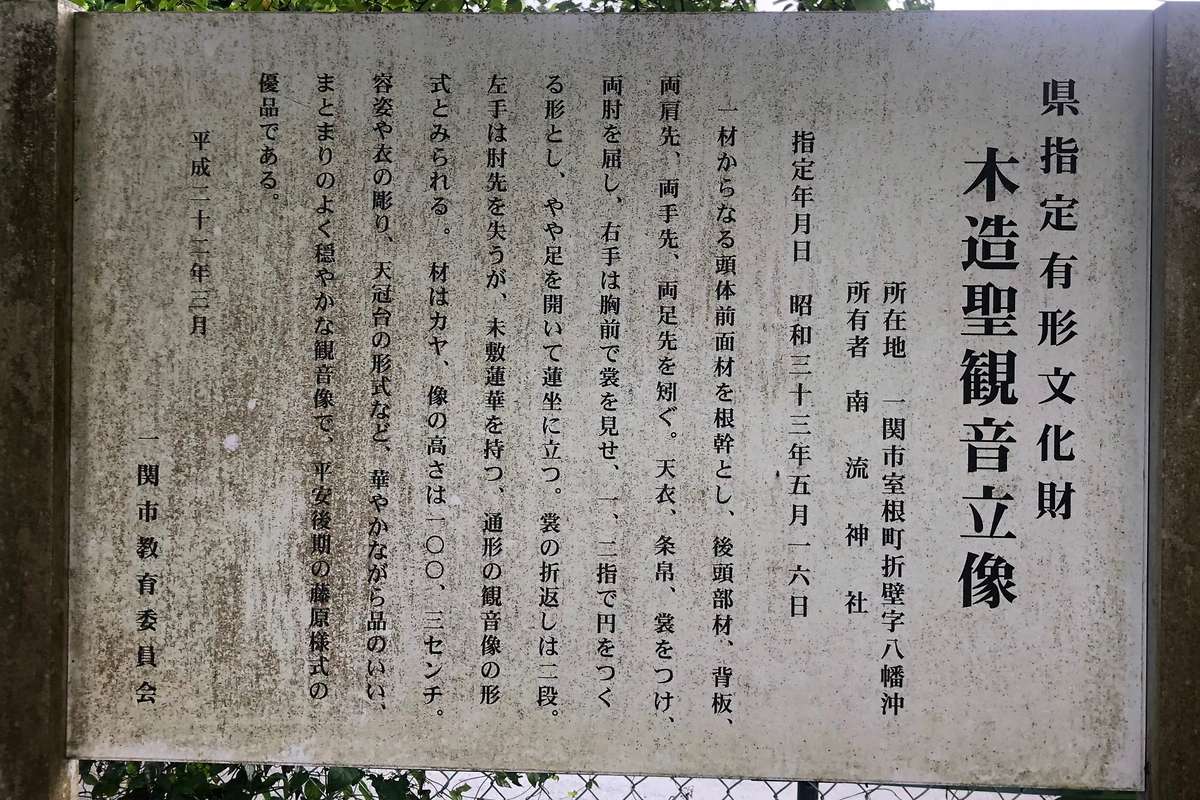 県指定有形文化財
木造聖観音立像
所在地　一関市室根町折壁字八幡沖
所有者　南流神社
指定年月日　昭和三十三年五月一六日
一材からなる頭体前面材を根幹とし、後頭部材、背板、
両肩先、両手先、両足先を矧ぐ。天衣、条帛、裳をつけ、
両肘を屈し、右手は胸前で裳を見せ、一、三指で円をつく
る形とし、やや足を開いて蓮坐に立つ。裳の折返しは二段。
左手は肘先を失うが、未敷蓮華を持つ、通形の観音像の形
式とみられる。材はカヤ、像の高さは一〇〇、三センチ。
容姿や衣の彫り、天冠台の形式など、華やかながら品のいい、
まとまりのよく穏やかな観音像で、平安後期の藤原様式の
優品である。
平成二十二年三月
一関市教育委員会